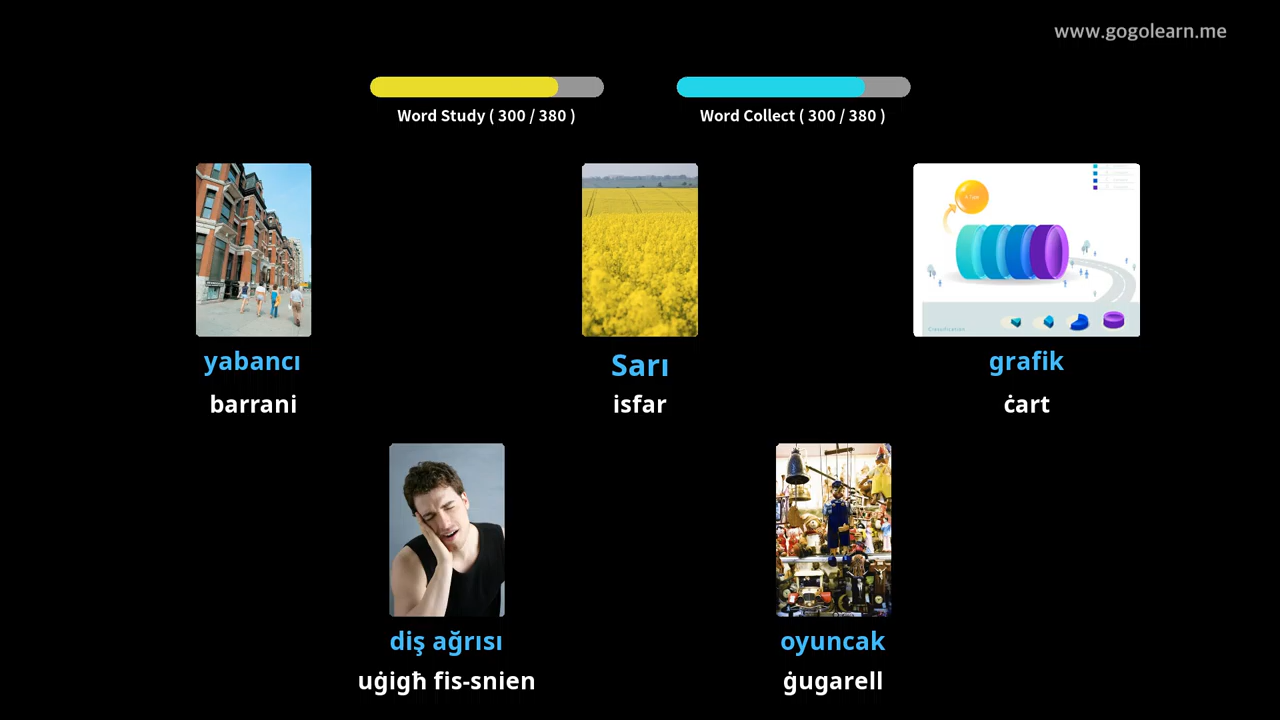 www.gogolearn.me
Word Study ( 300 / 380 )
Word Collect ( 300 / 380 )
yabancı
barrani
Sarı
isfar
grafik
ċart
diş ağrısı
uġigħ fis-snien
oyuncak
ġugarell